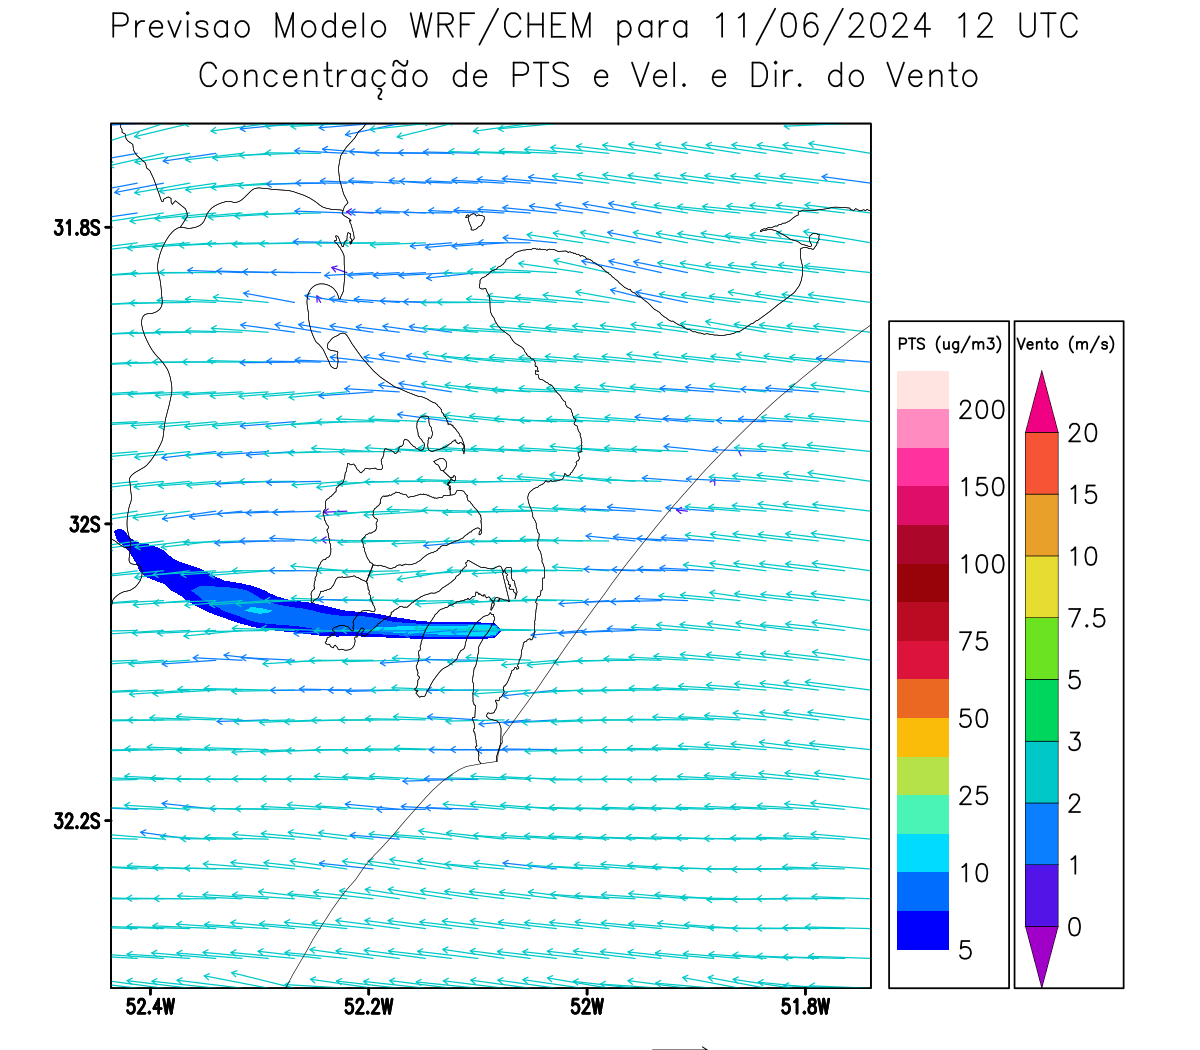 Previsao Modelo WRF/CHEM para 11/06/2024 12 UTC
Concentração de PTS e Vel. e Dir. do Vento
31.8S
32S
32.2S
52.4W 52.2W 52W 51.8W
PTS (ug/m3)
200
150
100
75
50
25
10
5
Vento (m/s)
20
15
10
7.5
5
3
2
1
0